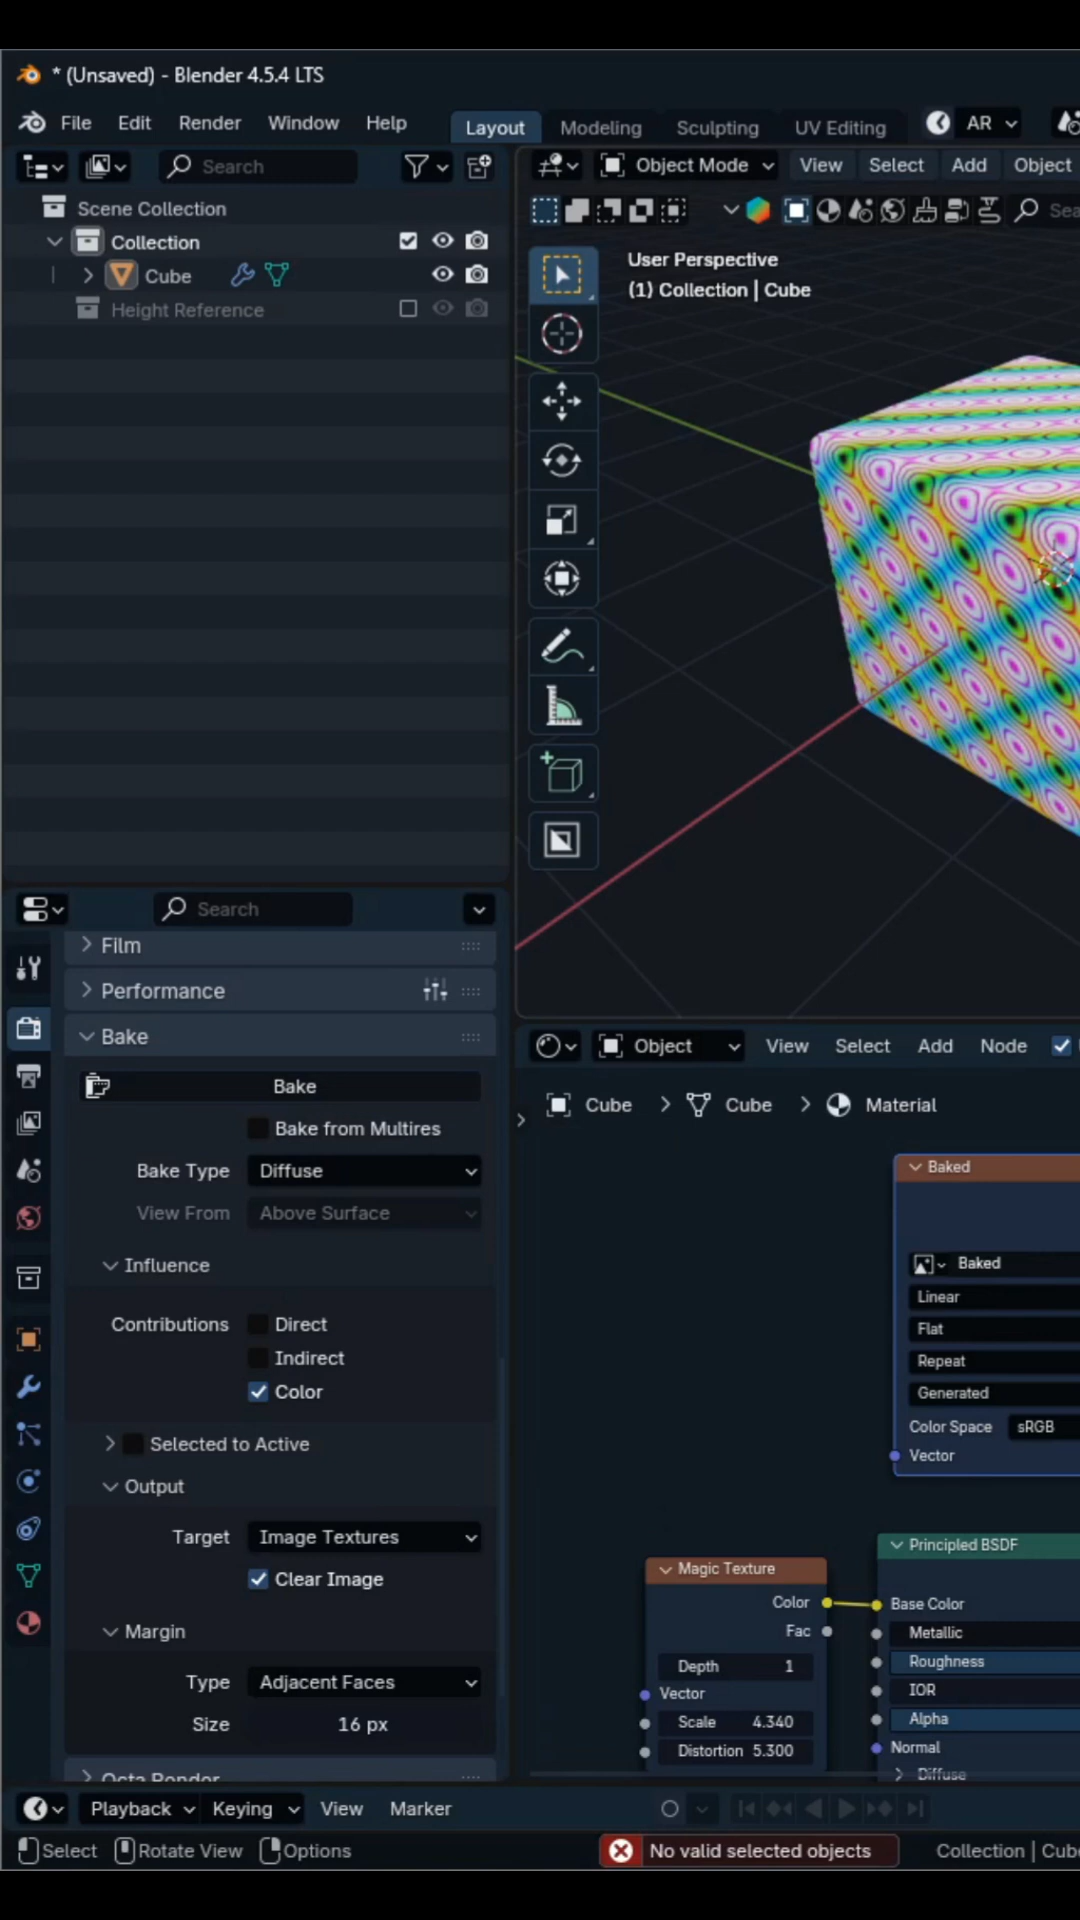 * (Unsaved) - Blender 4.5.4 LTS
File Edit Render Window Help Layout Modeling Sculpting UV Editing AR
Search
Object Mode View Select Add Object
Scene Collection
Collection
Cube
Height Reference
User Perspective
(1) Collection | Cube
Search
Film
Performance
Bake
Bake
Bake from Multires
Bake Type Diffuse
View From Above Surface
Influence
Contributions Direct
Indirect
Color
Selected to Active
Output
Target Image Textures
Clear Image
Margin
Type Adjacent Faces
Size 16 px
Octa Render
Object View Select Add Node
Cube > Cube > Material
Baked
Baked
Linear
Flat
Repeat
Generated
Color Space sRGB
Vector
Magic Texture
Color
Fac
Depth 1
Vector
Scale 4.340
Distortion 5.300
Principled BSDF
Base Color
Metallic
Roughness
IOR
Alpha
Normal
Diffuse
Playback Keying View Marker
Select Rotate View Options No valid selected objects Collection | Cube